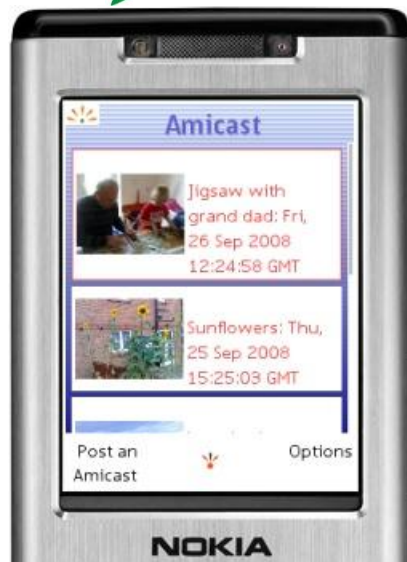 Amicast
Jigsaw with
grand dad: Fri,
26 Sep 2008
12:24:58 GMT
Sunflowers: Thu,
25 Sep 2008
15:25:03 GMT
Post an
Amicast
Options
NOKIA